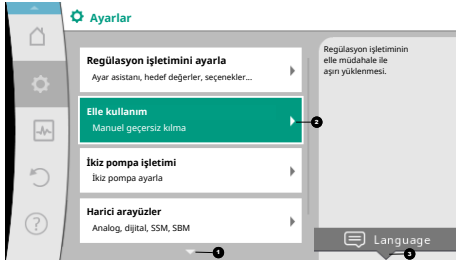 Ayarlar
Regülasyon işletimini ayarla
Ayar asistanı, hedef değerler, seçenekler...
Elle kullanım
Manuel geçersiz kılma
2
İkiz pompa işletimi
İkiz pompa ayarla
Harici arayüzler
Analog, dijital, SSM, SBM
1
Regülasyon işletiminin
elle müdahale ile
aşırı yüklenmesi.
Language
3